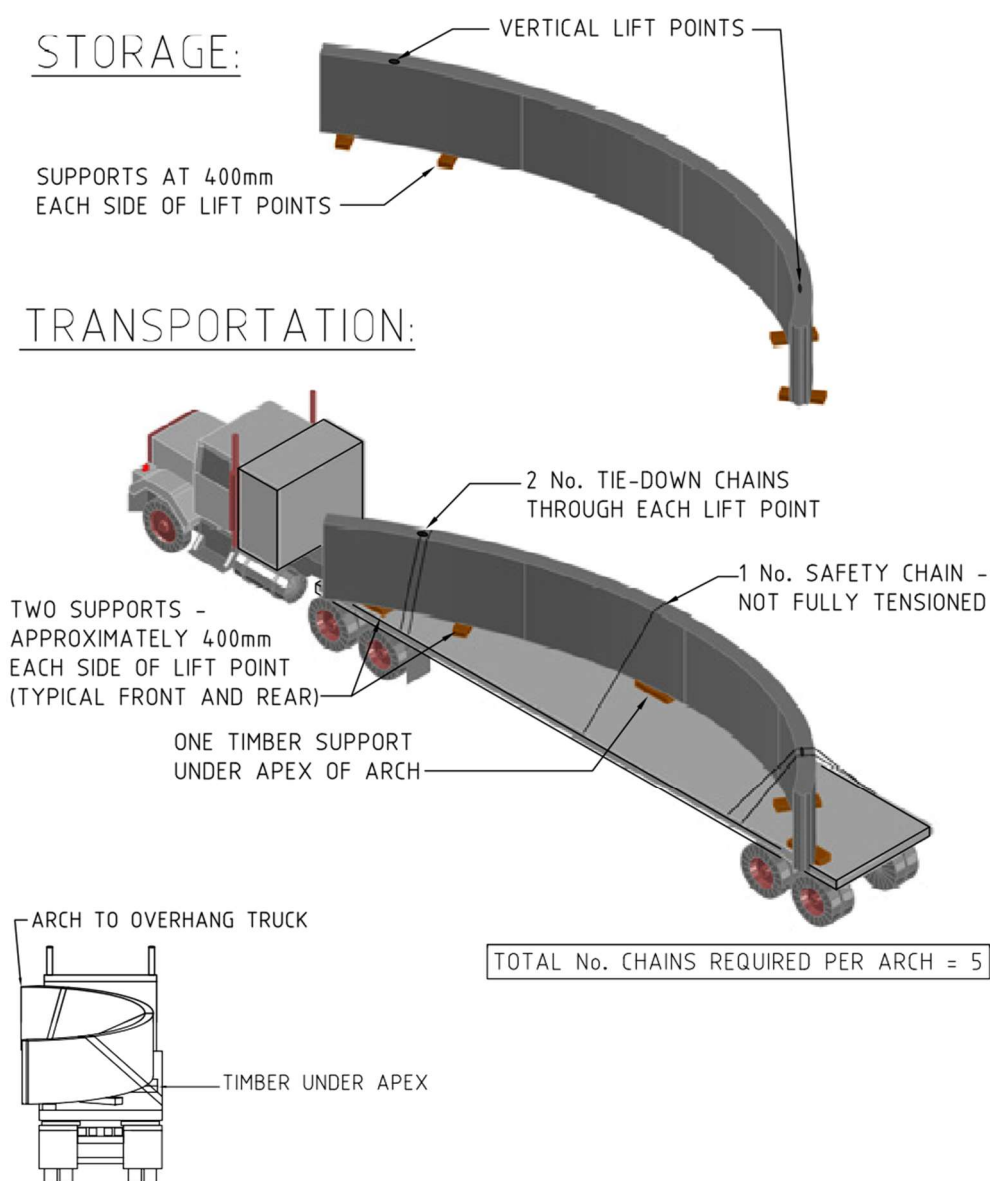 STORAGE:
VERTICAL LIFT POINTS
SUPPORTS AT 400mm
EACH SIDE OF LIFT POINTS
TRANSPORTATION:
2 No. TIE-DOWN CHAINS
THROUGH EACH LIFT POINT
1 No. SAFETY CHAIN -
NOT FULLY TENSIONED
TWO SUPPORTS -
APPROXIMATELY 400mm
EACH SIDE OF LIFT POINT
(TYPICAL FRONT AND REAR)
ONE TIMBER SUPPORT
UNDER APEX OF ARCH
ARCH TO OVERHANG TRUCK
TOTAL No. CHAINS REQUIRED PER ARCH = 5
TIMBER UNDER APEX